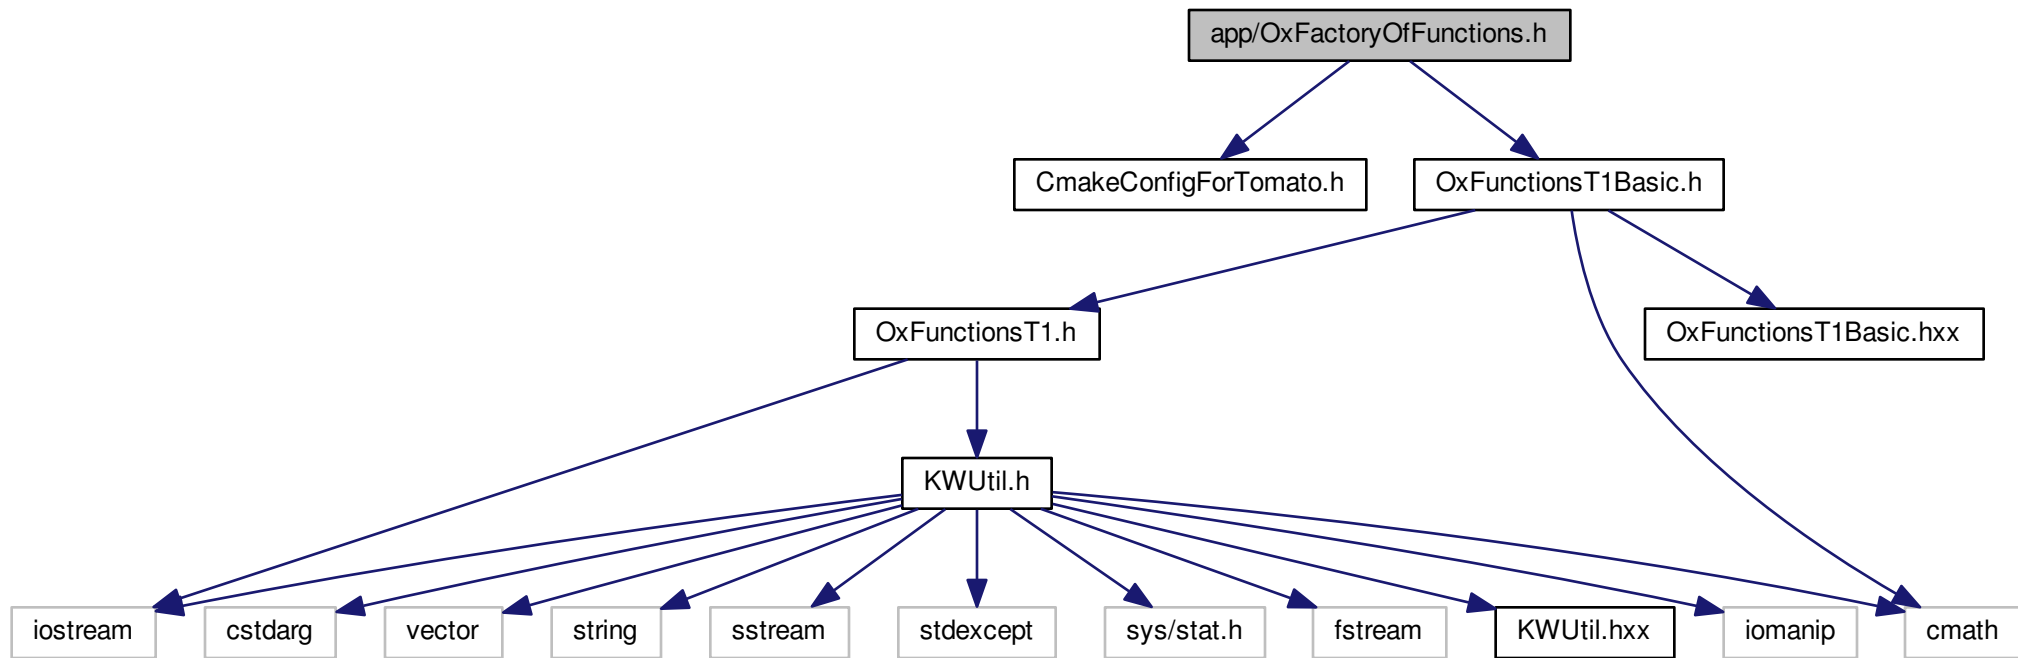 app/OxFactoryOfFunctions.h
CmakeConfigForTomato.h
OxFunctionsT1Basic.h
OxFunctionsT1.h
OxFunctionsT1Basic.hxx
KWUtil.h
iostream
cstdarg
vector
string
sstream
stdexcept
sys/stat.h
fstream
KWUtil.hxx
iomanip
cmath